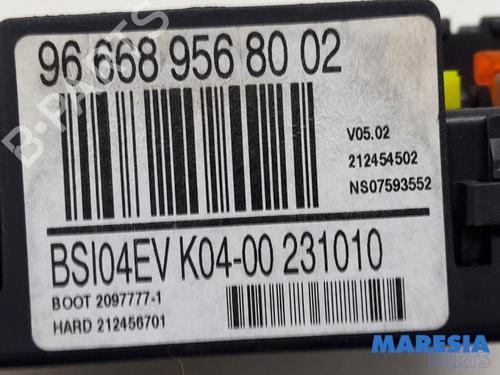 96 668 956 80 02
V05.02
212454502
NS07593552
BSI04EV K04-00 231010
BOOT 2097777-1
HARD 212456701
B-PARTS
MARESIA
PARTS